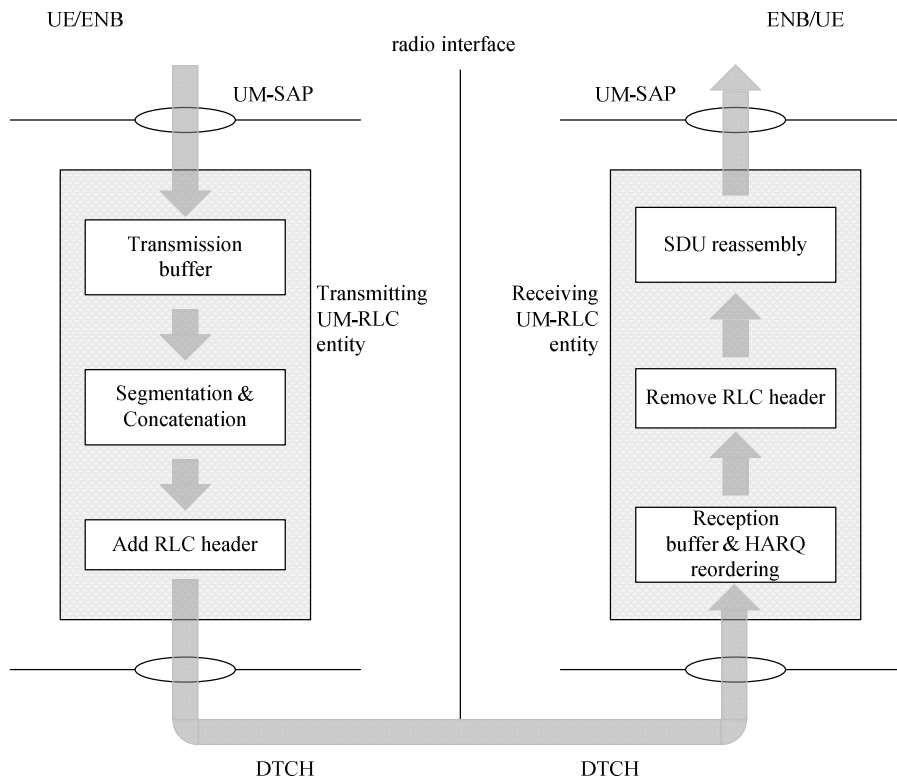 UE/ENB
ENB/UE
radio interface
UM-SAP
UM-SAP
Transmission
buffer
Segmentation &
Concatenation
Add RLC header
Transmitting
UM-RLC
entity
Receiving
UM-RLC
entity
SDU reassembly
Remove RLC header
Reception
buffer & HARQ
reordering
DTCH
DTCH